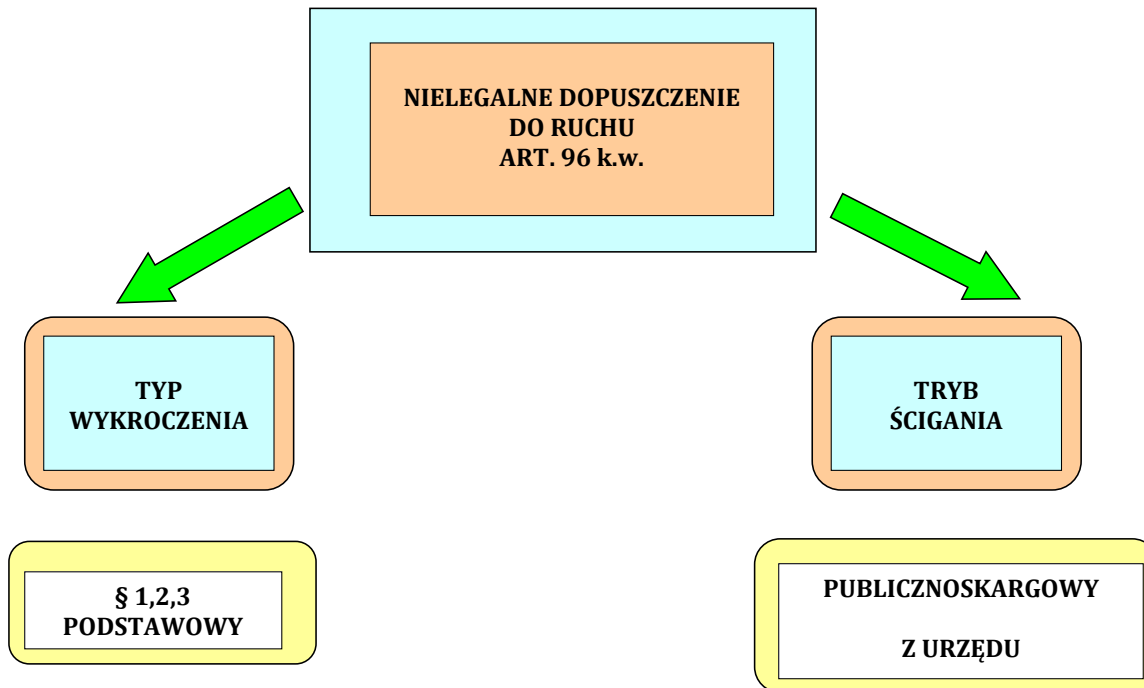 NIELEGALNE DOPUSZCZENIE
DO RUCHU
ART. 96 k.w.
TYP
WYKROCZENIA
TRYB
ŚCIGANIA
§ 1,2,3
PODSTAWOWY
PUBLICZNOSKARGOWY
Z URZĘDU